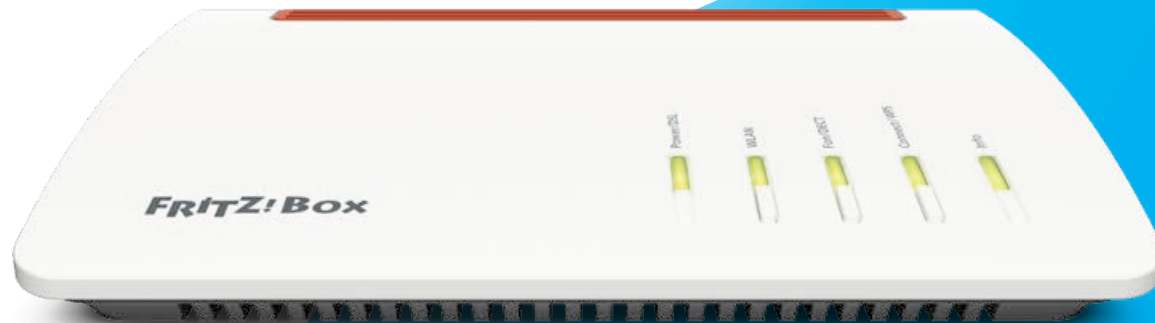 Power/DSL
WLAN
Fon/DECT
Connect/WPS
Info
FRITZ!Box